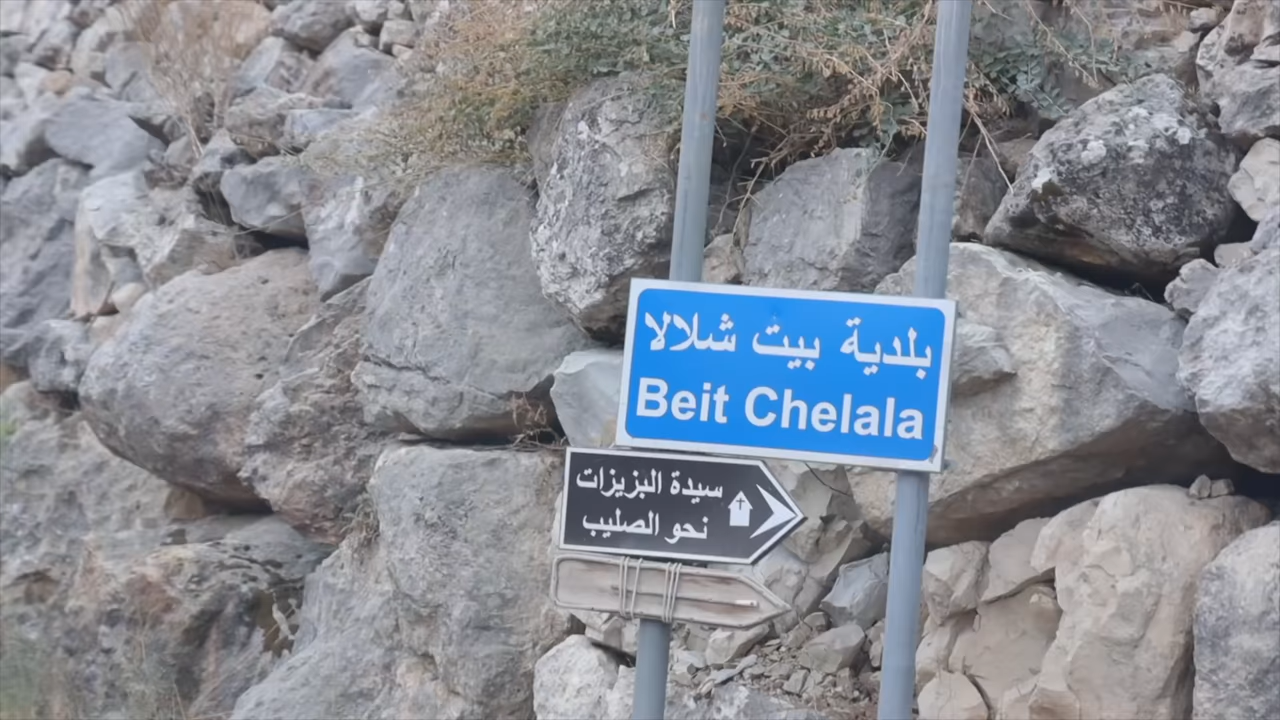 بلدية بيت شلالا
Beit Chelala
سيدة البزيزات
نحو الصليب